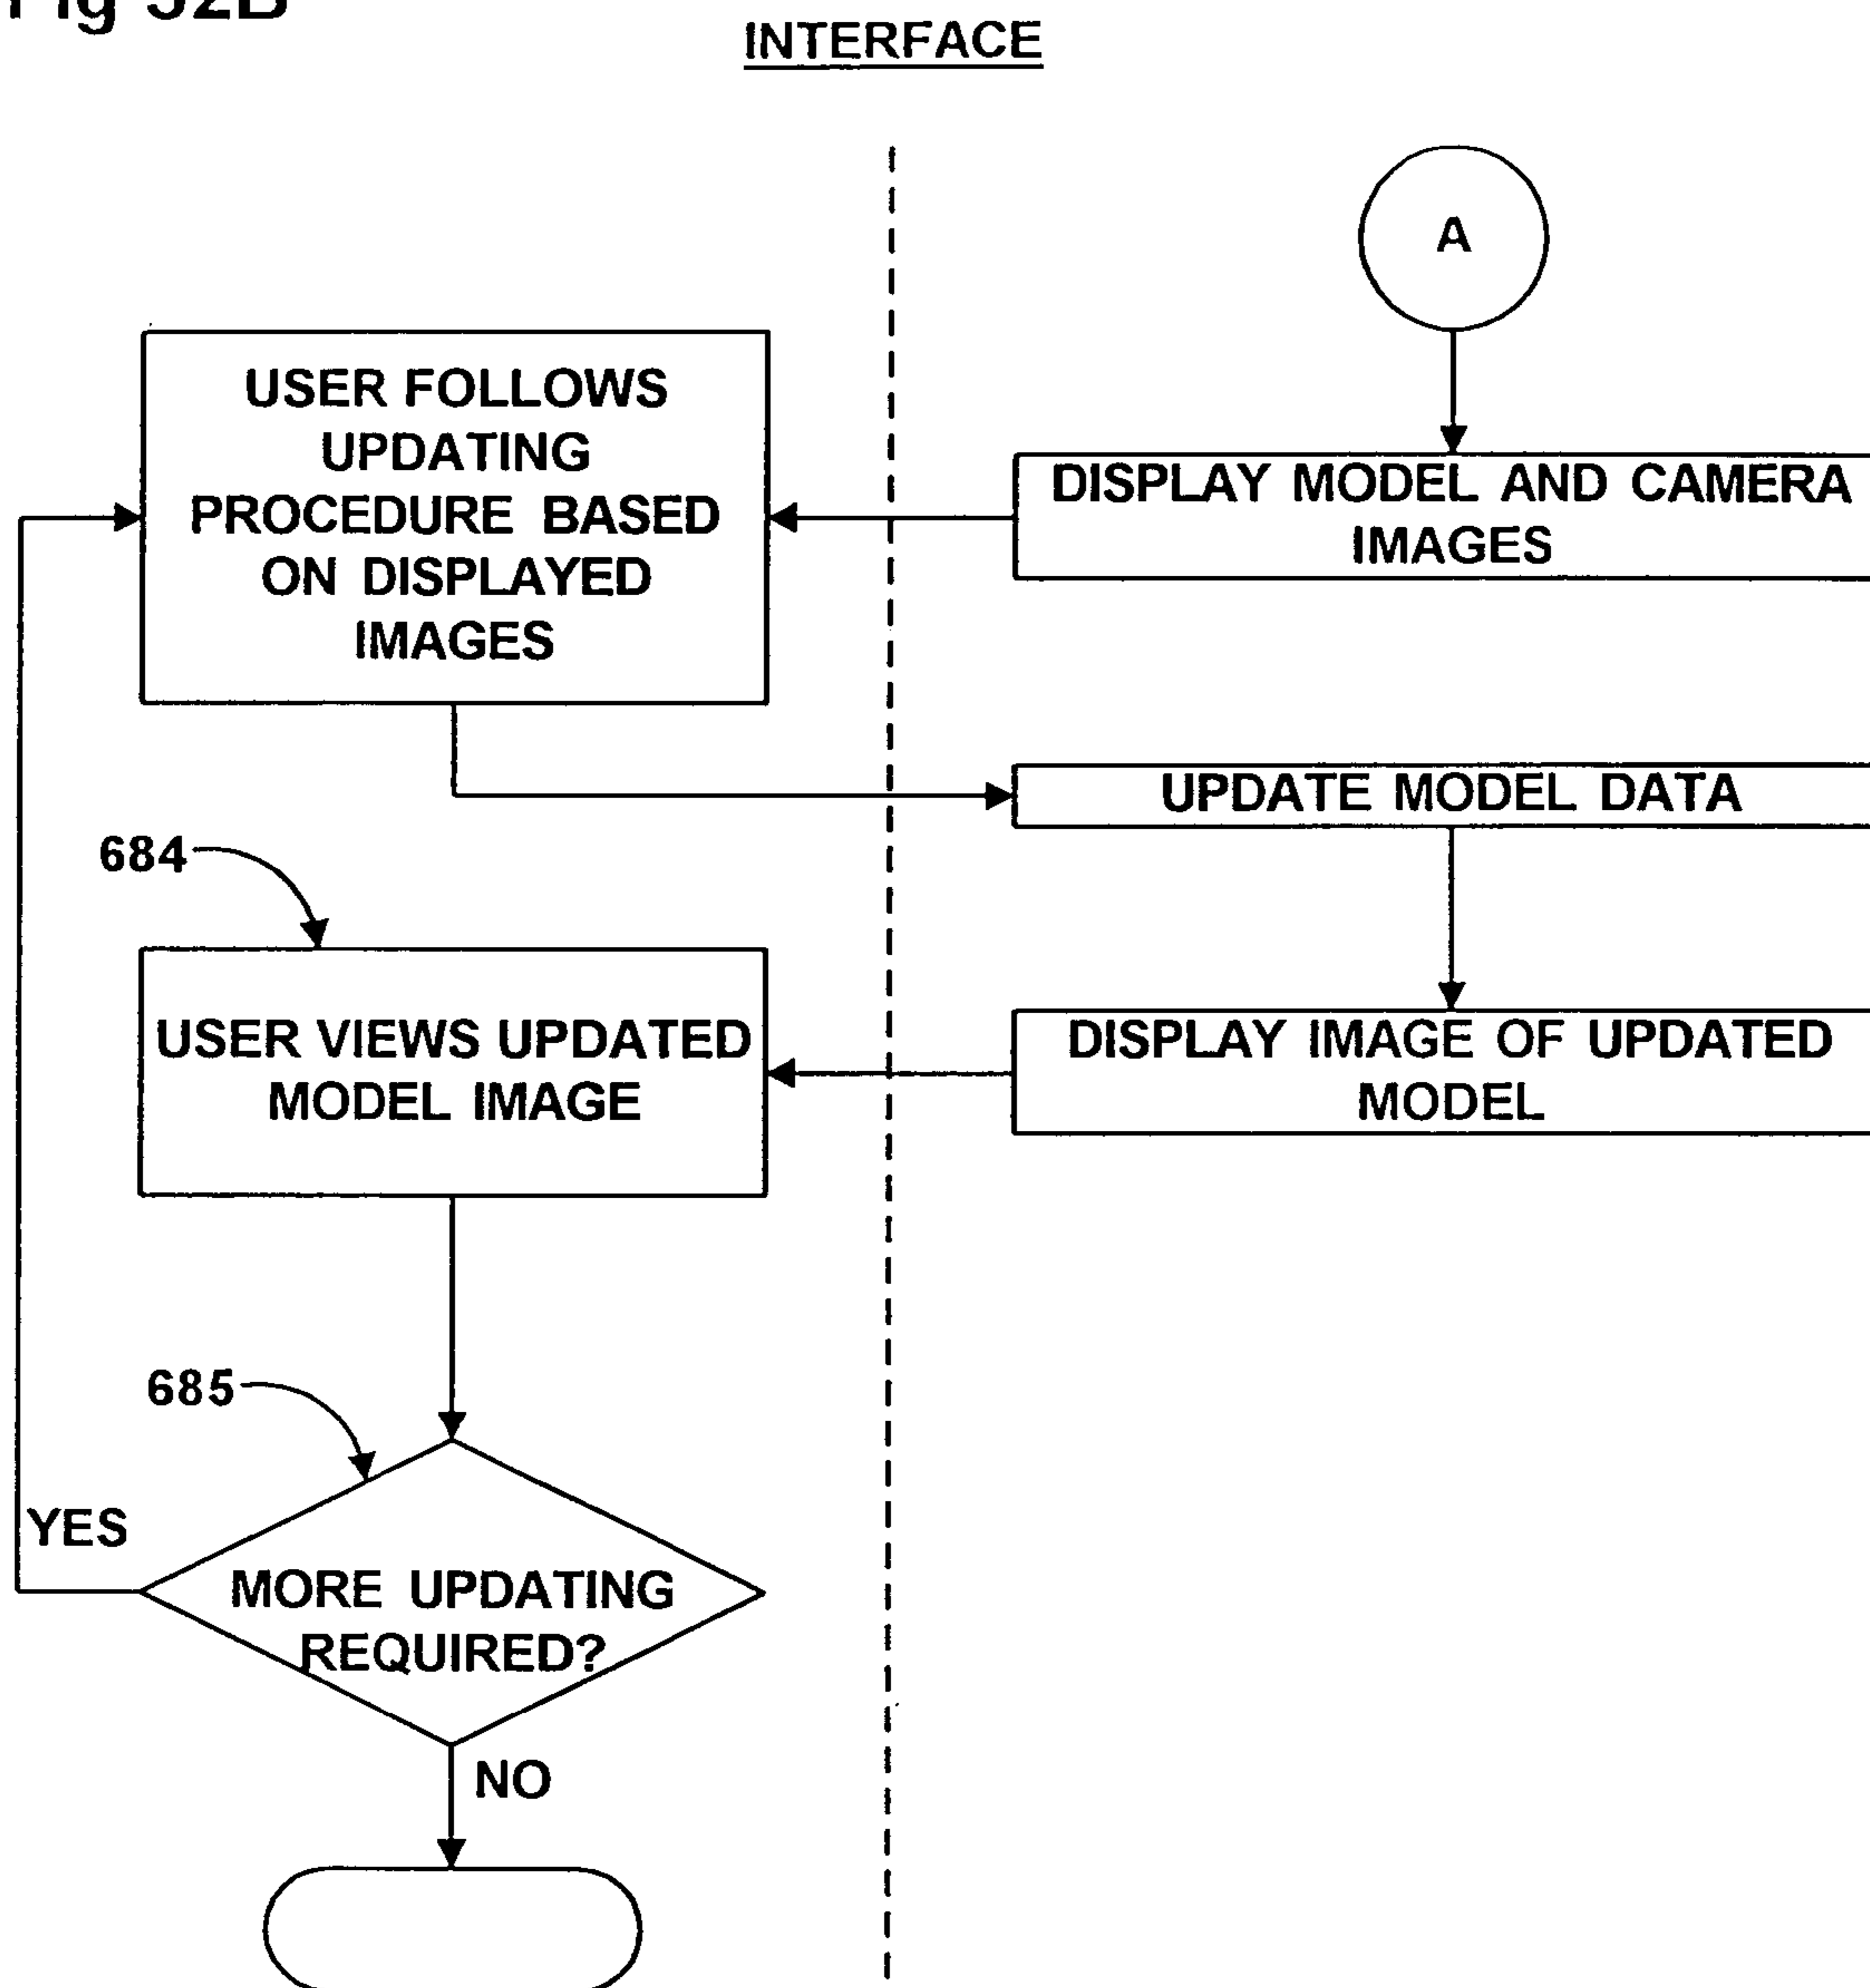 Fig 52B
INTERFACE
A
USER FOLLOWS
UPDATING
PROCEDURE BASED
ON DISPLAYED
IMAGES
DISPLAY MODEL AND CAMERA
IMAGES
UPDATE MODEL DATA
684
USER VIEWS UPDATED
MODEL IMAGE
DISPLAY IMAGE OF UPDATED
MODEL
685
YES
MORE UPDATING
REQUIRED?
NO